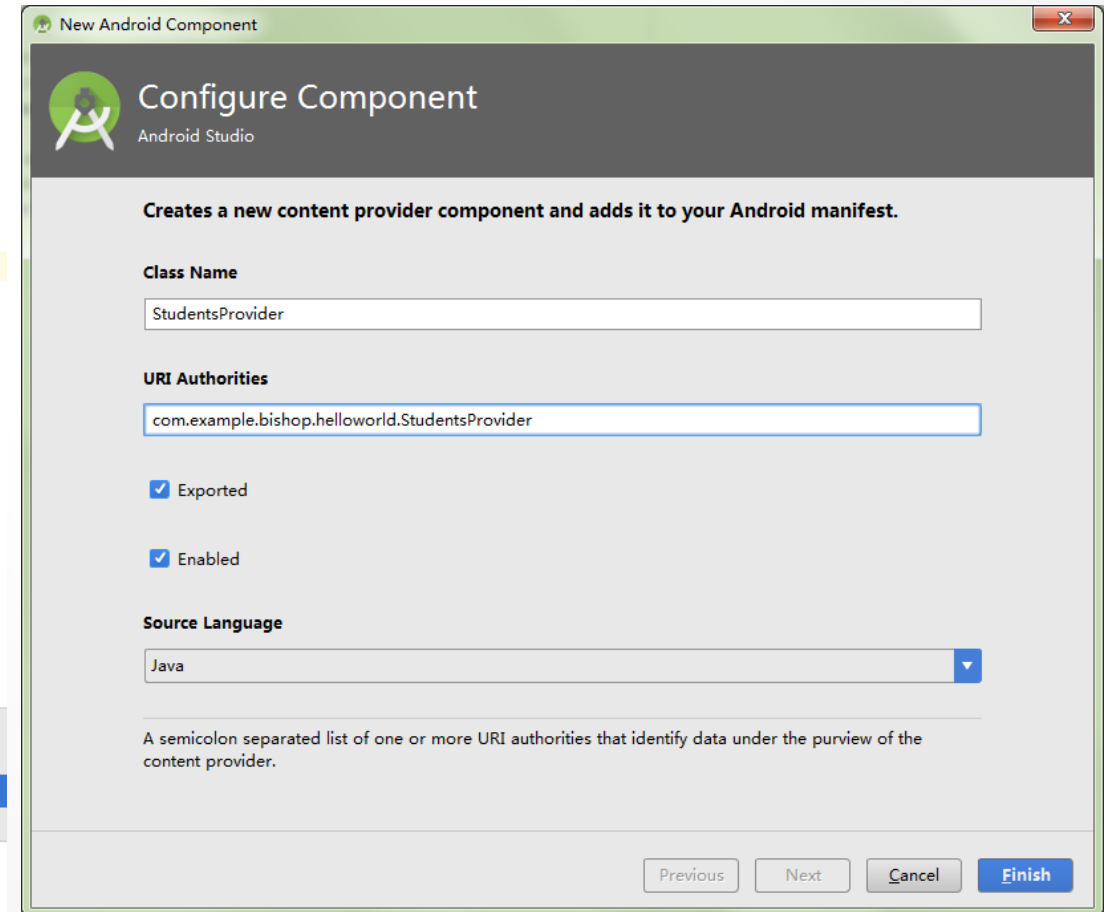 New Android Component
Configure Component
Android Studio
Creates a new content provider component and adds it to your Android manifest.
Class Name
StudentsProvider
URI Authorities
com.example.bishop.helloworld.StudentsProvider
Exported
Enabled
Source Language
Java
A semicolon separated list of one or more URI authorities that identify data under the purview of the
content provider.
Previous
Next
Cancel
Finish